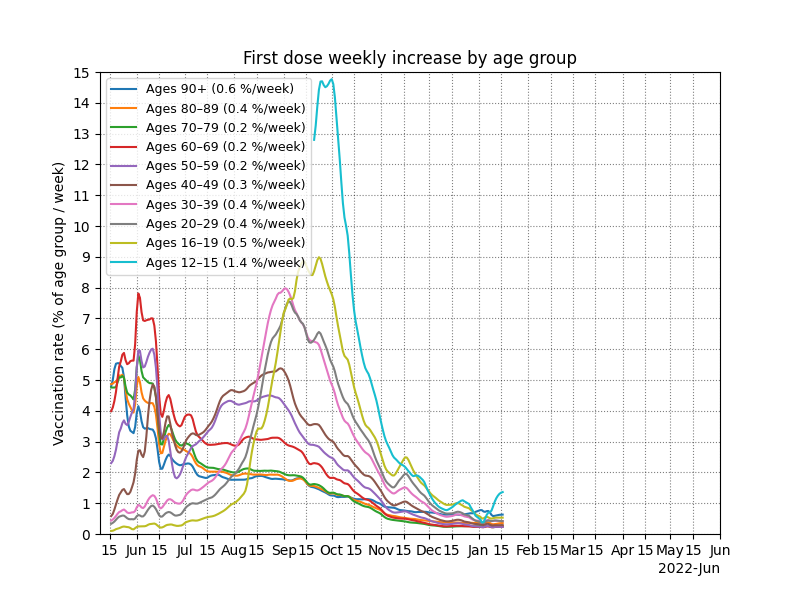 First dose weekly increase by age group
Vaccination rate (% of age group / week)
15
14
13
12
11
10
9
8
7
6
5
4
3
2
1
0
Ages 90+ (0.6 %/week)
Ages 80–89 (0.4 %/week)
Ages 70–79 (0.2 %/week)
Ages 60–69 (0.2 %/week)
Ages 50–59 (0.2 %/week)
Ages 40–49 (0.3 %/week)
Ages 30–39 (0.4 %/week)
Ages 20–29 (0.4 %/week)
Ages 16–19 (0.5 %/week)
Ages 12–15 (1.4 %/week)
15 Jun 15 Jul 15 Aug 15 Sep 15 Oct 15 Nov 15 Dec 15 Jan 15 Feb 15 Mar 15 Apr 15 May 15 Jun
2022-Jun